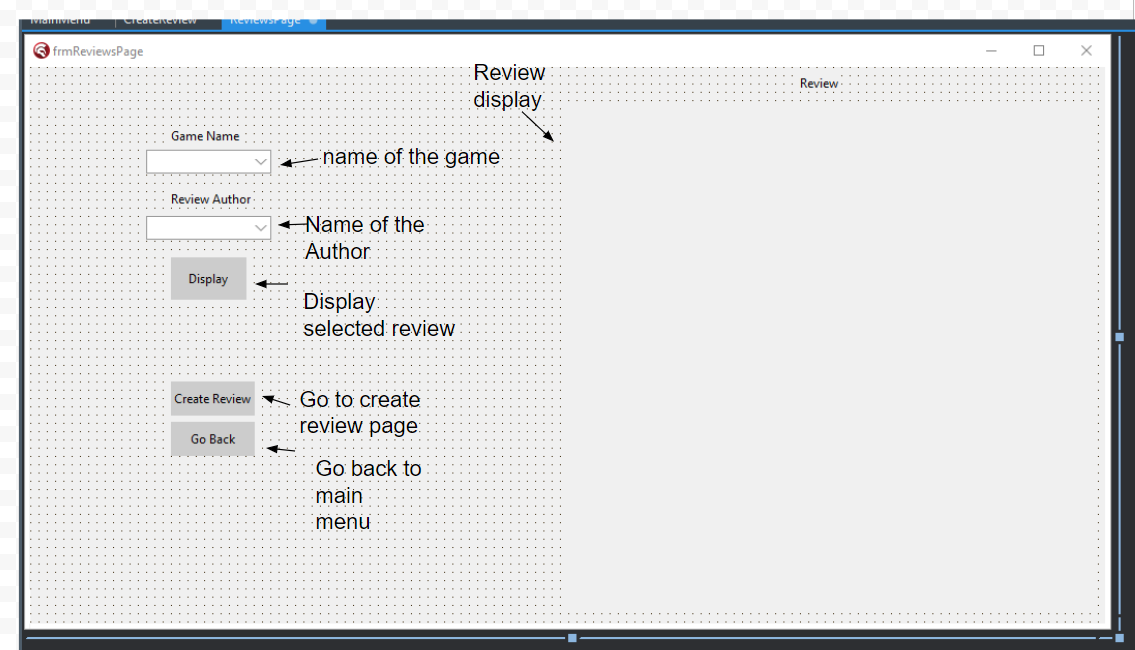 MainMenu CreateReview ReviewsPage
frmReviewsPage
Review
display
Review
Game Name
name of the game
Review Author
Name of the
Author
Display
Display
selected review
Create Review
Go to create
review page
Go Back
Go back to
main
menu